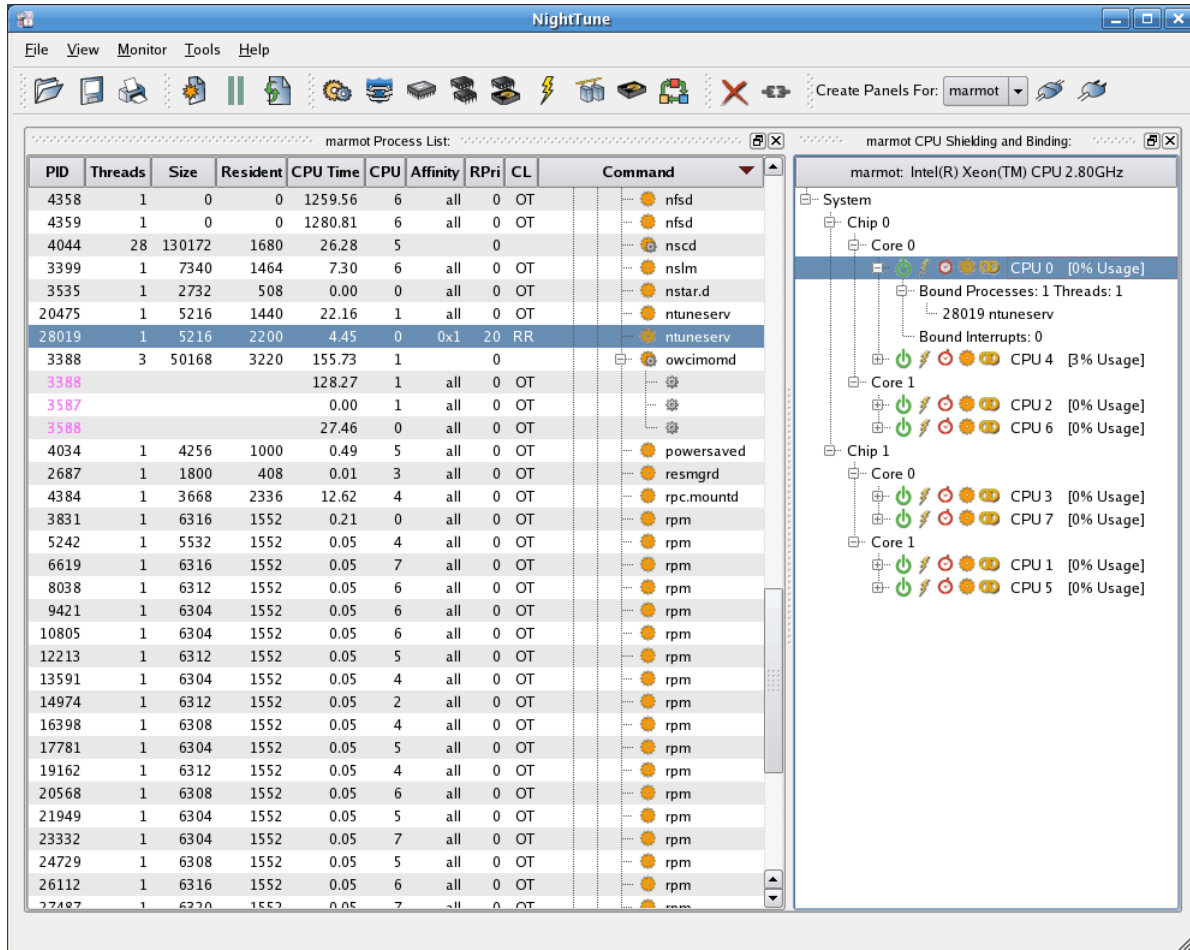 NightTune
File View Monitor Tools Help
Create Panels For: marmot
marmot Process List:
PID Threads Size Resident CPU Time CPU Affinity RPri CL Command
4358 1 0 0 1259.56 6 all 0 OT nfsd
4359 1 0 0 1280.81 6 all 0 OT nfsd
4044 28 130172 1680 26.28 5 0 nscd
3399 1 7340 1464 7.30 6 all 0 OT nslm
3535 1 2732 508 0.00 0 all 0 OT nstar.d
20475 1 5216 1440 22.16 1 all 0 OT ntuneserv
28019 1 5216 2200 4.45 0 0x1 20 RR ntuneserv
3388 3 50168 3220 155.73 1 0 owcimomd
3388 128.27 1 all 0 OT
3587 0.00 1 all 0 OT
3588 27.46 0 all 0 OT
4034 1 4256 1000 0.49 5 all 0 OT powersaved
2687 1 1800 408 0.01 3 all 0 OT resmgrd
4384 1 3668 2336 12.62 4 all 0 OT rpc.mountd
3831 1 6316 1552 0.21 0 all 0 OT rpm
5242 1 5532 1552 0.05 4 all 0 OT rpm
6619 1 6316 1552 0.05 7 all 0 OT rpm
8038 1 6312 1552 0.05 6 all 0 OT rpm
9421 1 6304 1552 0.05 6 all 0 OT rpm
10805 1 6304 1552 0.05 6 all 0 OT rpm
12213 1 6312 1552 0.05 5 all 0 OT rpm
13591 1 6304 1552 0.05 4 all 0 OT rpm
14974 1 6312 1552 0.05 2 all 0 OT rpm
16398 1 6308 1552 0.05 4 all 0 OT rpm
17781 1 6304 1552 0.05 5 all 0 OT rpm
19162 1 6312 1552 0.05 4 all 0 OT rpm
20568 1 6308 1552 0.05 6 all 0 OT rpm
21949 1 6304 1552 0.05 5 all 0 OT rpm
23332 1 6304 1552 0.05 7 all 0 OT rpm
24729 1 6308 1552 0.05 5 all 0 OT rpm
26112 1 6316 1552 0.05 6 all 0 OT rpm
27487 1 6320 1552 0.05 7 all 0 OT rpm
marmot CPU Shielding and Binding:
marmot: Intel(R) Xeon(TM) CPU 2.80GHz
System
Chip 0
Core 0
CPU 0 [0% Usage]
Bound Processes: 1 Threads: 1
28019 ntuneserv
Bound Interrupts: 0
CPU 4 [3% Usage]
Core 1
CPU 2 [0% Usage]
CPU 6 [0% Usage]
Chip 1
Core 0
CPU 3 [0% Usage]
CPU 7 [0% Usage]
Core 1
CPU 1 [0% Usage]
CPU 5 [0% Usage]